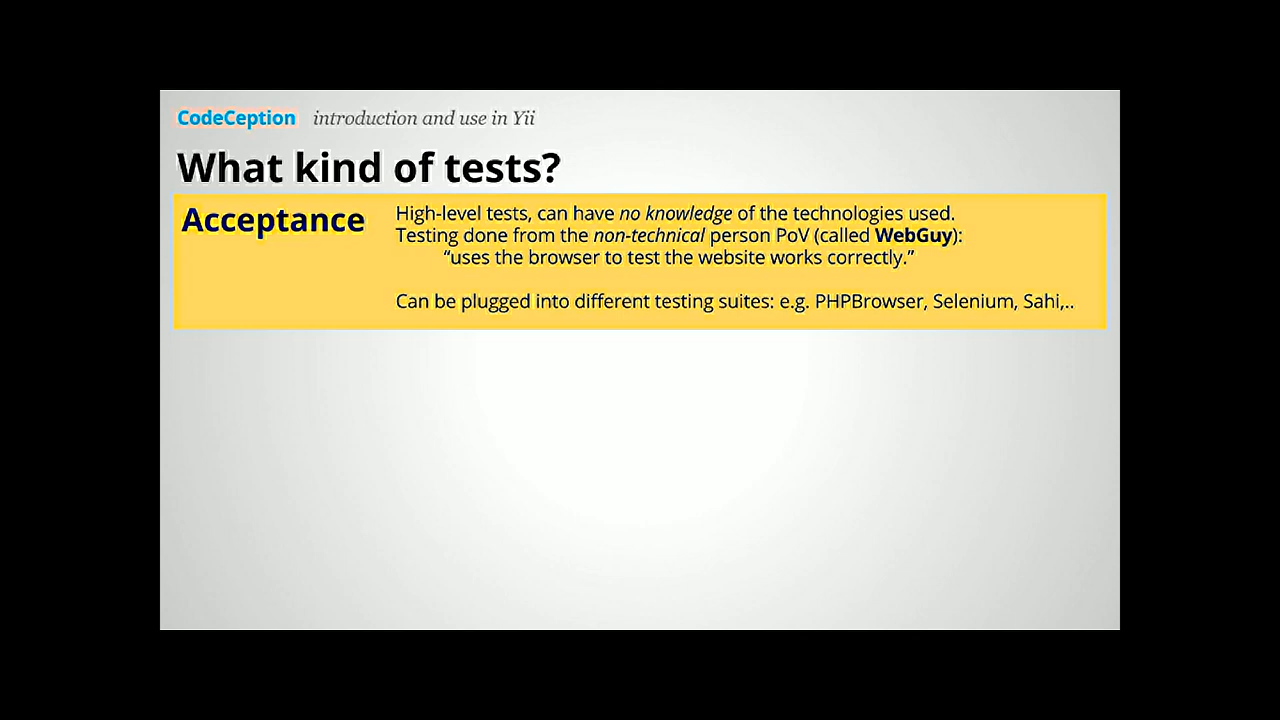 CodeCeption introduction and use in Yii
What kind of tests?
Acceptance
High-level tests, can have no knowledge of the technologies used.
Testing done from the non-technical person PoV (called WebGuy):
“uses the browser to test the website works correctly.”
Can be plugged into different testing suites: e.g. PHPBrowser, Selenium, Sahi,..